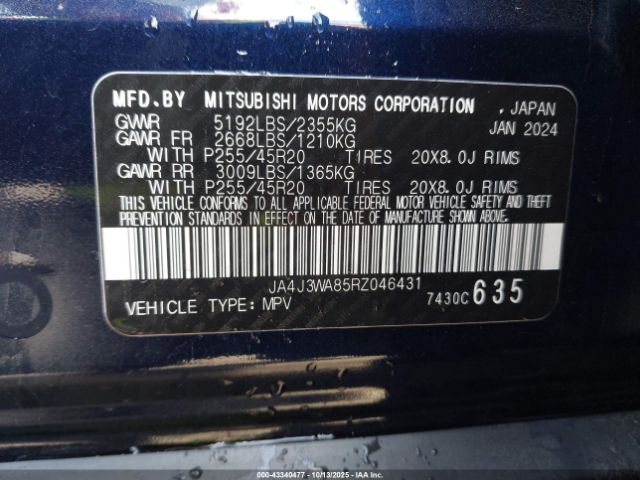 MFD.BY MITSUBISHI MOTORS CORPORATION . JAPAN
GVWR 5192LBS/2355KG JAN 2024
GAWR FR 2668LBS/1210KG
WITH P255/45R20 TIRES 20X8.0J RIMS
GAWR RR 3009LBS/1365KG
WITH P255/45R20 TIRES 20X8.0J RIMS
THIS VEHICLE CONFORMS TO ALL APPLICABLE FEDERAL MOTOR VEHICLE SAFETY AND THEFT
PREVENTION STANDARDS IN EFFECT ON THE DATE OF MANUFACTURE SHOWN ABOVE.
JA4J3WA85RZ046431
VEHICLE TYPE: MPV 7430C 635
© IAA - OnSite - 43340477 - 10/13/2025 - IAAI.com